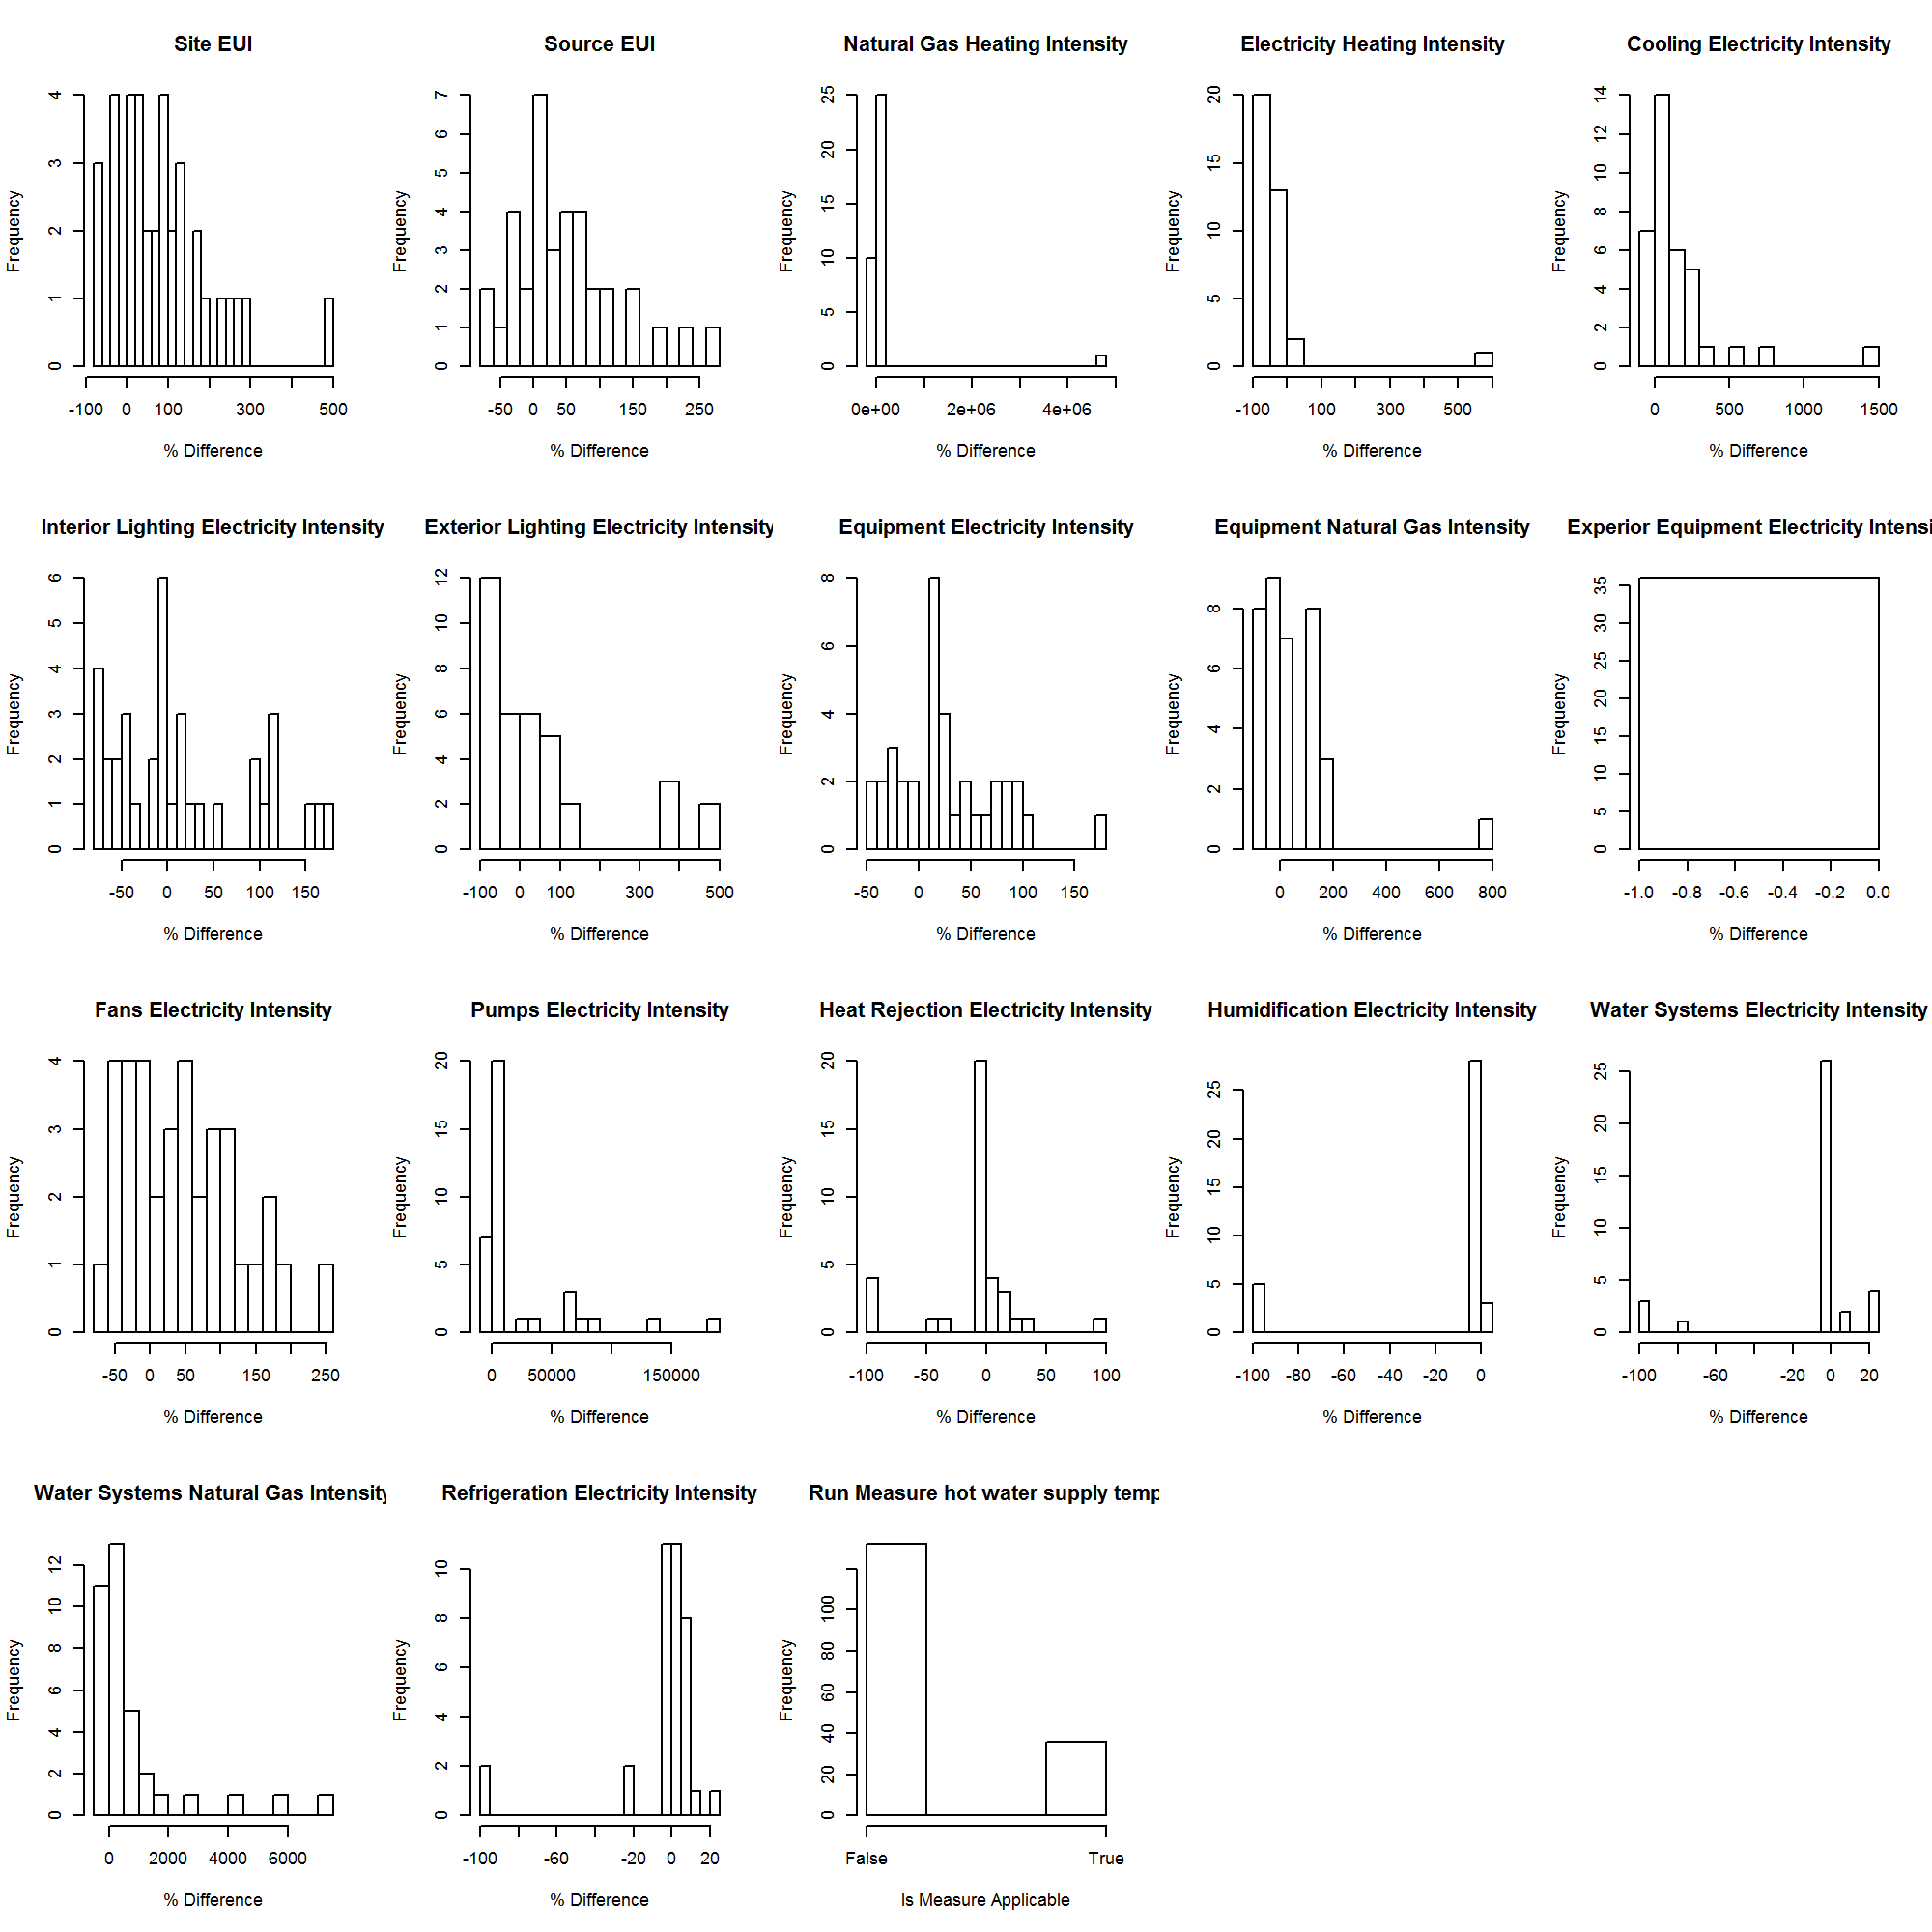 Site EUI
Frequency
0 1 2 3 4
-100 0 100 300 500
% Difference
Source EUI
Frequency
0 1 2 3 4 5 6 7
-50 0 50 150 250
% Difference
Natural Gas Heating Intensity
Frequency
0 5 10 15 20 25
0e+00 2e+06 4e+06
% Difference
Electricity Heating Intensity
Frequency
0 5 10 15 20
-100 100 300 500
% Difference
Cooling Electricity Intensity
Frequency
0 2 4 6 8 10 12 14
0 500 1000 1500
% Difference
Interior Lighting Electricity Intensity
Frequency
0 1 2 3 4 5 6
-50 0 50 100 150
% Difference
Exterior Lighting Electricity Intensity
Frequency
0 2 4 6 8 10 12
-100 0 100 300 500
% Difference
Equipment Electricity Intensity
Frequency
0 2 4 6 8
-50 0 50 100 150
% Difference
Equipment Natural Gas Intensity
Frequency
0 2 4 6 8
0 200 400 600 800
% Difference
Experior Equipment Electricity Intensi
Frequency
0 5 10 15 20 25 30 35
-1.0 -0.8 -0.6 -0.4 -0.2 0.0
% Difference
Fans Electricity Intensity
Frequency
0 1 2 3 4
-50 0 50 150 250
% Difference
Pumps Electricity Intensity
Frequency
0 5 10 15 20
0 50000 150000
% Difference
Heat Rejection Electricity Intensity
Frequency
0 5 10 15 20
-100 -50 0 50 100
% Difference
Humidification Electricity Intensity
Frequency
0 5 10 15 20 25
-100 -80 -60 -40 -20 0
% Difference
Water Systems Electricity Intensity
Frequency
0 5 10 15 20 25
-100 -60 -20 0 20
% Difference
Water Systems Natural Gas Intensity
Frequency
0 2 4 6 8 10 12
0 2000 4000 6000
% Difference
Refrigeration Electricity Intensity
Frequency
0 2 4 6 8 10
-100 -60 -20 0 20
% Difference
Run Measure hot water supply temp
Frequency
0 20 40 60 80 100
False True
Is Measure Applicable